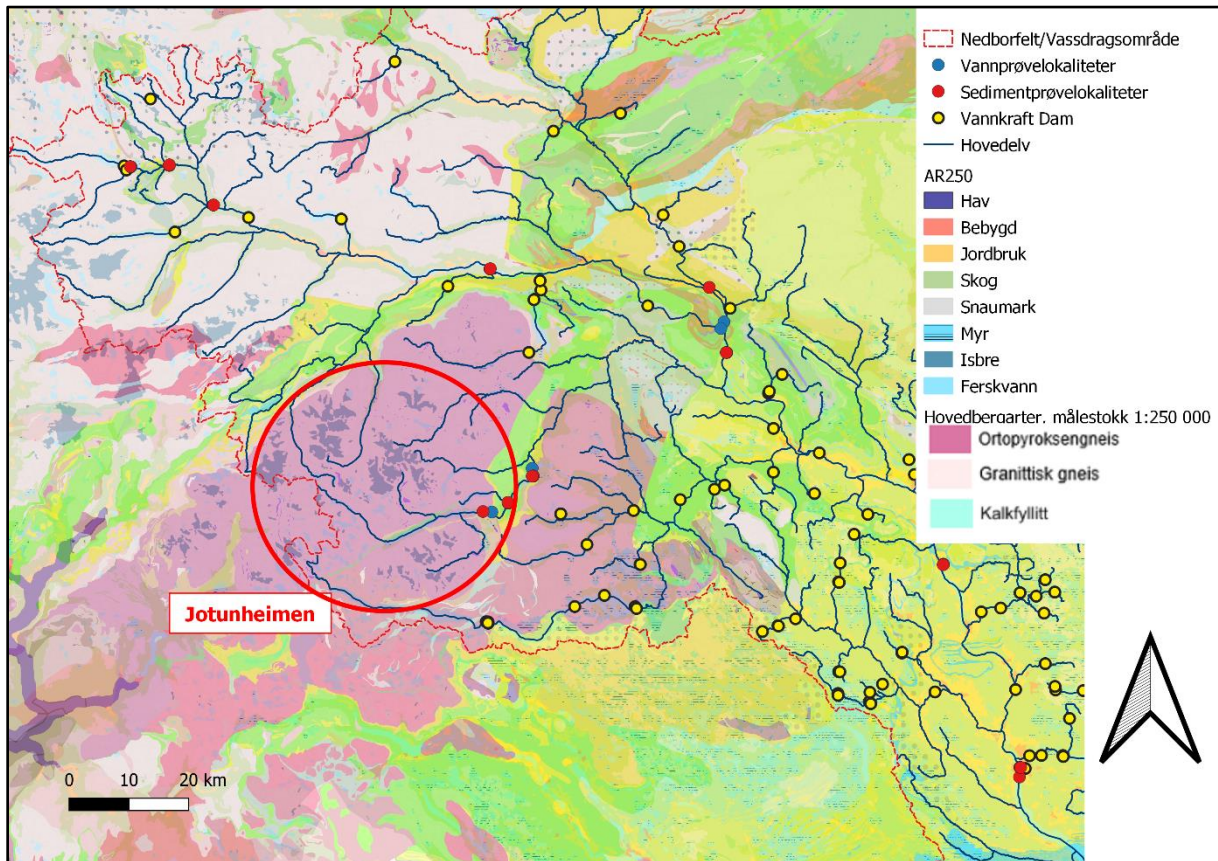 Nedborfelt/Vassdragsområde
Vannprøvelokaliteter
Sedimentprøvelokaliteter
Vannkraft Dam
Hovedelv
AR250
Hav
Bebygd
Jordbruk
Skog
Snaumark
Myr
Isbre
Ferskvann
Hovedbergarter, målestokk 1:250 000
Ortopyroksengneis
Granittisk gneis
Kalkfyllitt
Jotunheimen
0 10 20 km